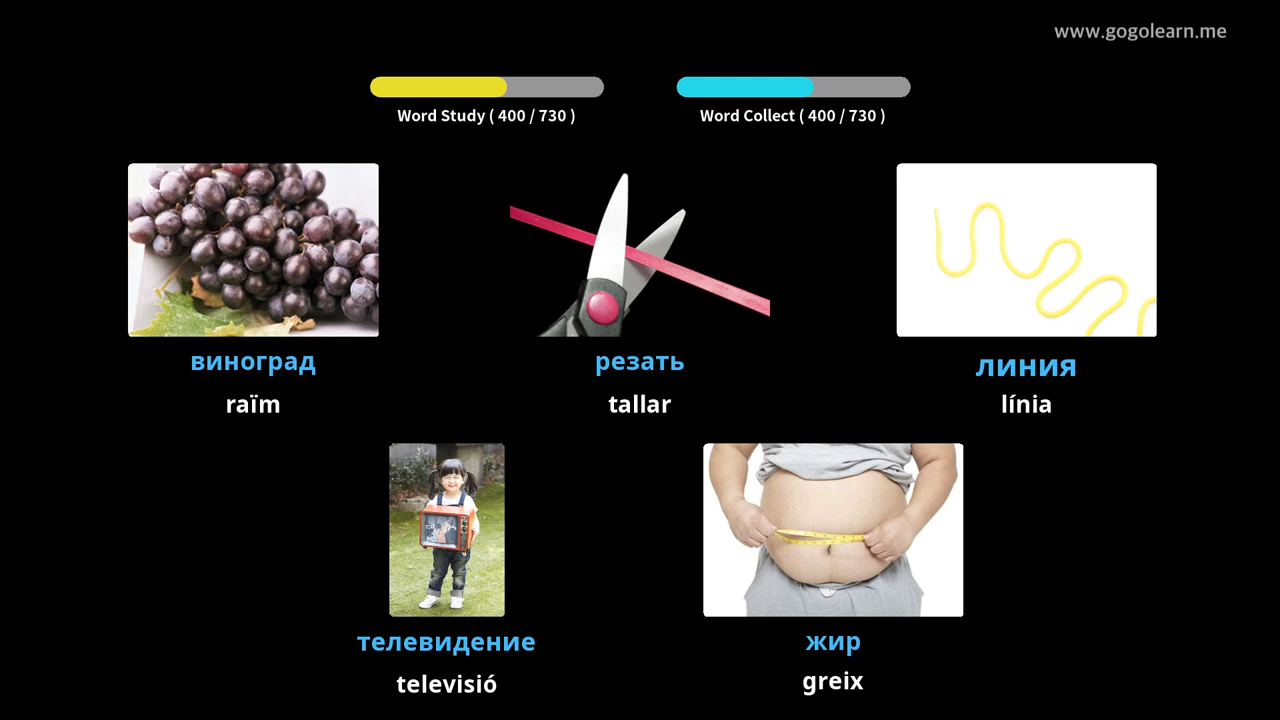 www.gogolearn.me
Word Study ( 400 / 730 )
Word Collect ( 400 / 730 )
виноград
raïm
резать
tallar
линия
línia
телевидение
televisió
жир
greix